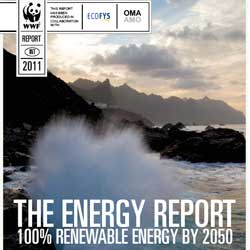 WWF
REPORT
INT
2011
THIS REPORT
HAS BEEN
PRODUCED IN
COLLABORATION
WITH:
ECOFYS
OMA
AMO
THE ENERGY REPORT
100% RENEWABLE ENERGY BY 2050